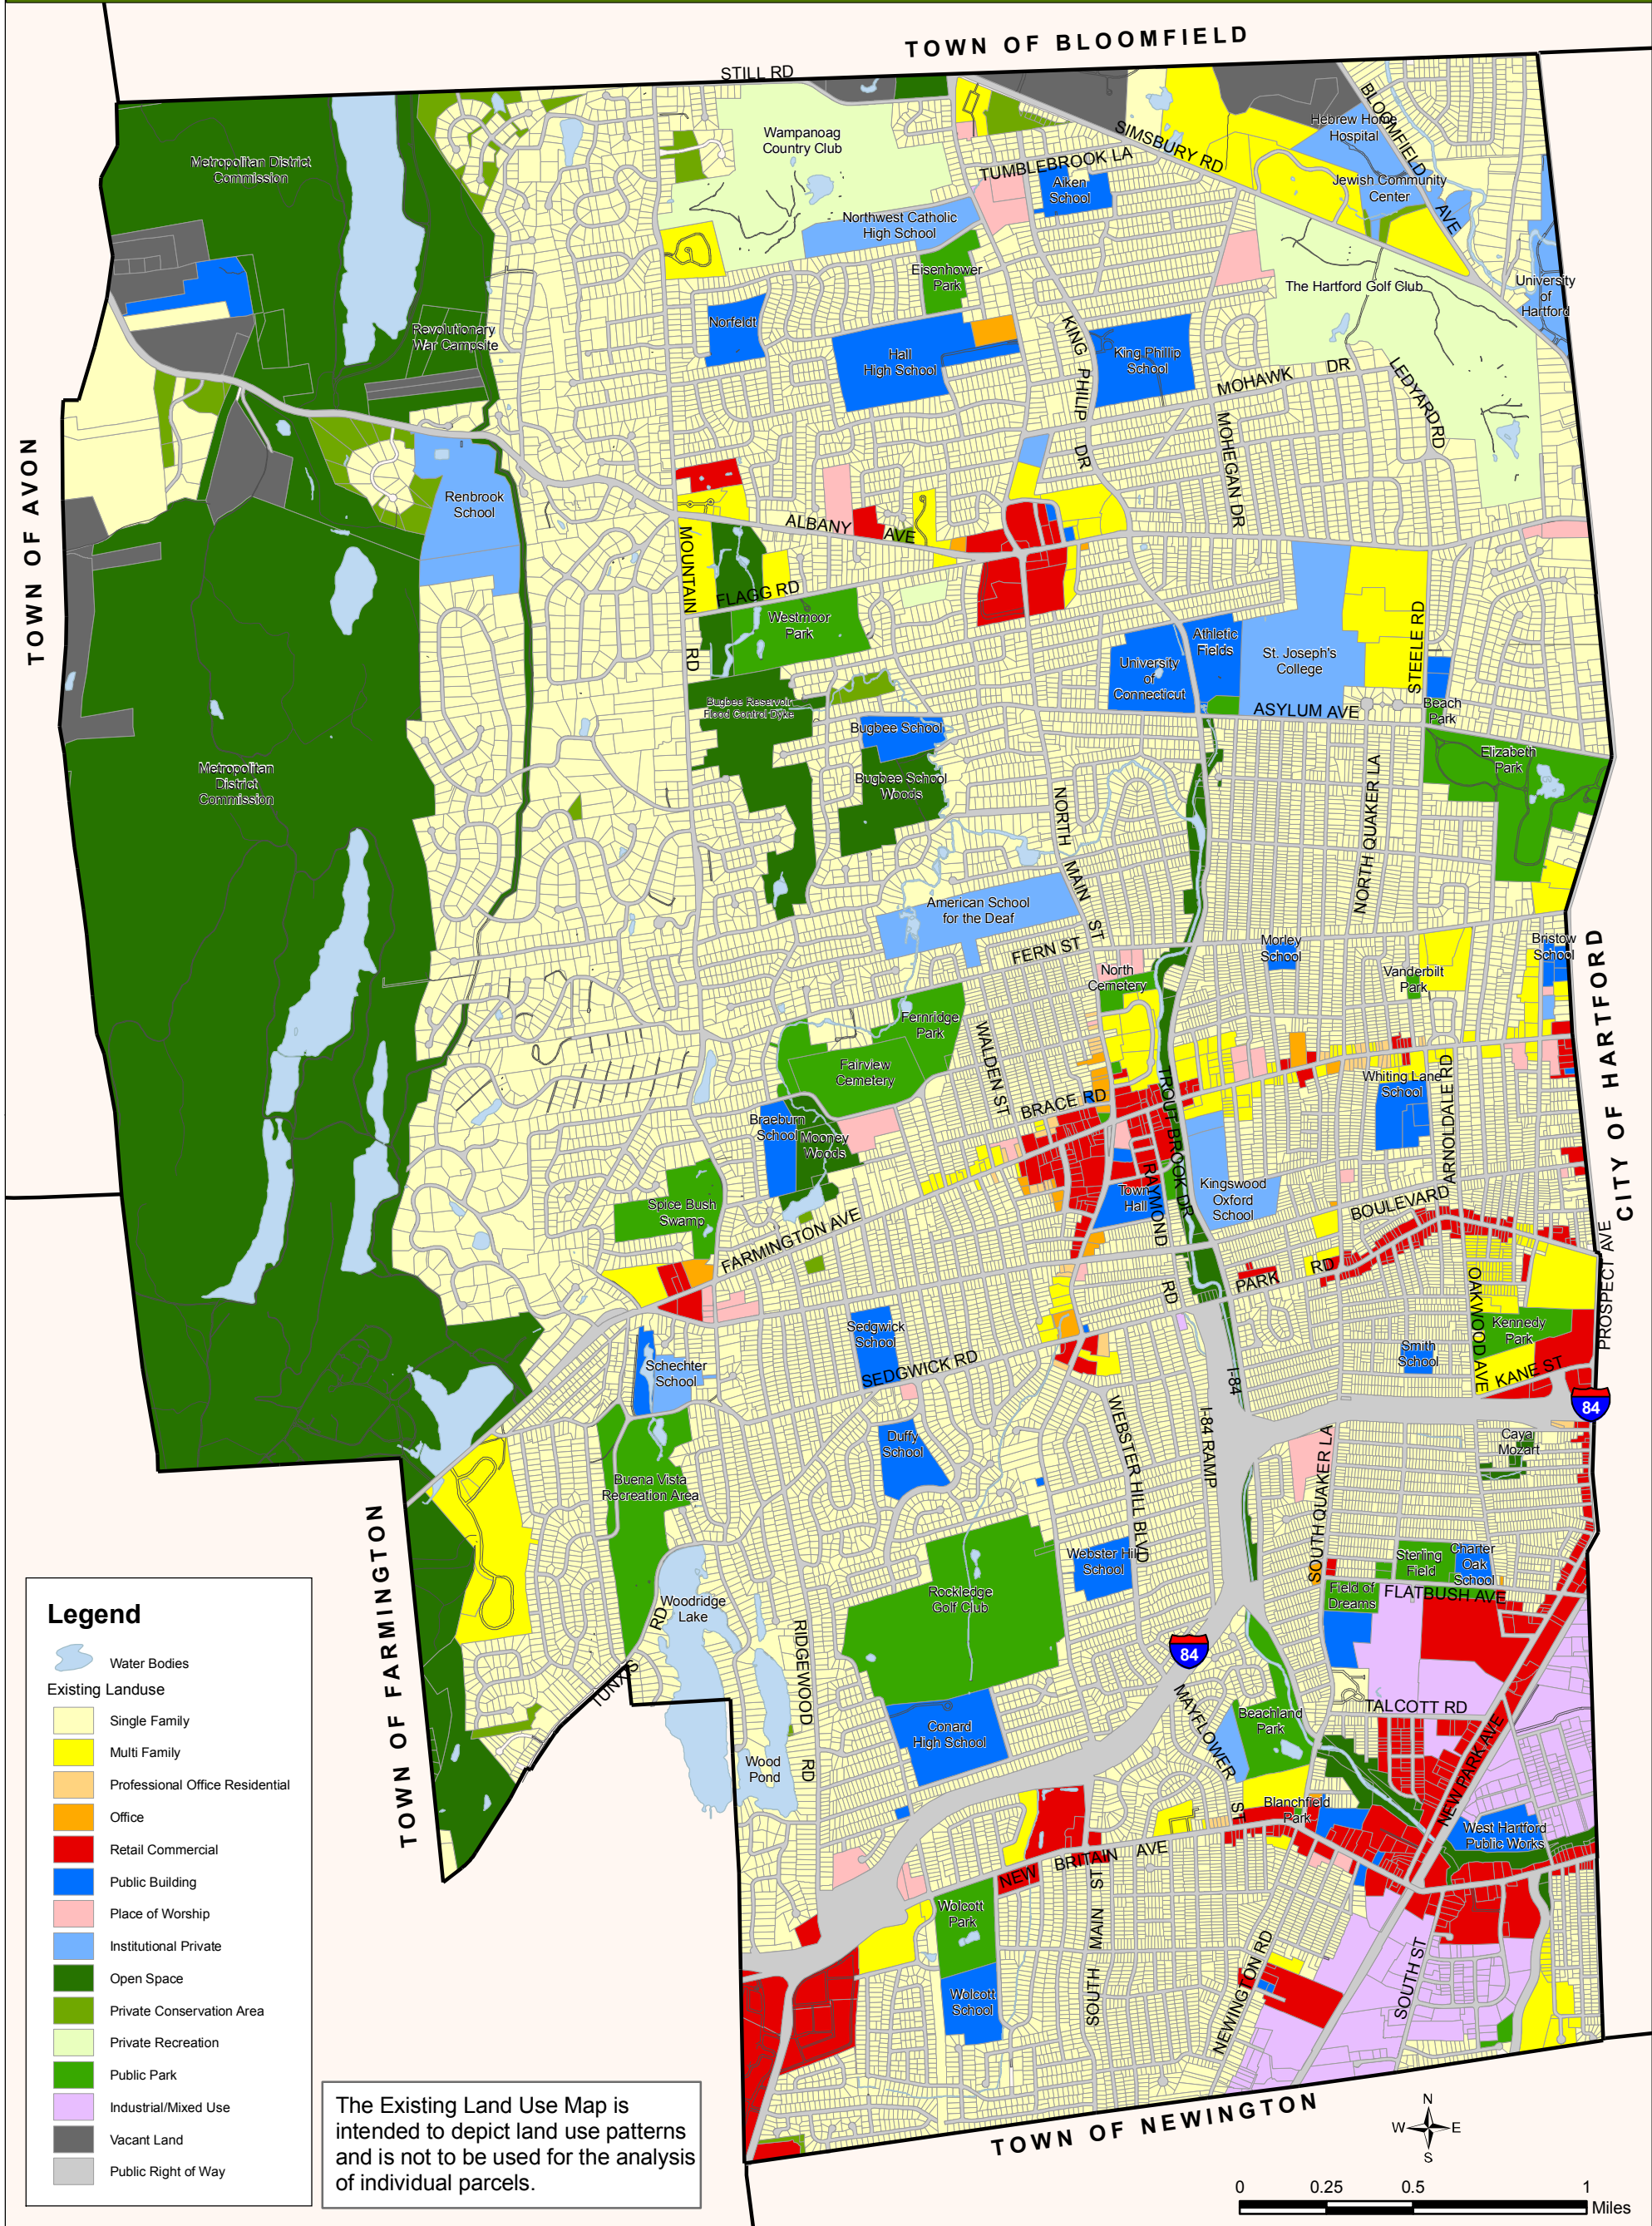 TOWN OF BLOOMFIELD
STILL RD
Wampanoag
Country Club
SIMSBURY RD
BLOOMFIELD
AVE
Hebrew Home
Hospital
TUMBLEBROOK LA
Aiken
School
Jewish Community
Center
Metropolitan District
Commission
Northwest Catholic
High School
Eisenhower
Park
The Hartford Golf Club
University
of
Hartford
Revolutionary
War Campsite
Norfeldt
Hall
High School
KING PHILIP
DR
King Phillip
School
MOHAWK DR
LEDYARD RD
MOHEGAN DR
TOWN OF AVON
Renbrook
School
ALBANY
AVE
MOUNTAIN
RD
FLAGG RD
Westmoor
Park
University
of
Connecticut
Athletic
Fields
St. Joseph's
College
STEELE RD
Bugbee Reservoir
Flood Control Dyke
Bugbee School
ASYLUM AVE
Beach
Park
Elizabeth
Park
Metropolitan
District
Commission
Bugbee School
Woods
NORTH
MAIN
ST
NORTH QUAKER LA
American School
for the Deaf
FERN ST
Morley
School
Bristow
School
North
Cemetery
Vanderbilt
Park
CITY OF HARTFORD
Fernridge
Park
WALDEN ST
Fairview
Cemetery
BRACE RD
TROUT BROOK DR
Whiting Lane
School
ARNOLDALE RD
Braeburn
School
Mooney
Woods
Spice Bush
Swamp
FARMINGTON AVE
Town
Hall
RAYMOND
RD
Kingswood
Oxford
School
BOULEVARD
PARK
RD
PROSPECT AVE
OAKWOOD AVE
Kennedy
Park
Sedgwick
School
SEDGWICK RD
Smith
School
KANE ST
Schechter
School
I-84
84
I-84 RAMP
WEBSTER HILL BLVD
Duffy
School
SOUTH QUAKER LA
Caya
Mozart
Buena Vista
Recreation Area
TOWN OF FARMINGTON
Webster Hill
School
Sterling
Field
Charter
Oak
School
Rockledge
Golf Club
Field of
Dreams
FLATBUSH AVE
Woodridge
Lake
RD
TUNXIS
RIDGEWOOD
RD
84
MAYFLOWER
ST
Beachland
Park
TALCOTT RD
NEW PARK AVE
Conard
High School
Wood
Pond
Blanchfield
Park
West Hartford
Public Works
NEW
BRITAIN
AVE
Wolcott
Park
Wolcott
School
SOUTH
MAIN
ST
NEWINGTON RD
SOUTH ST
TOWN OF NEWINGTON
Legend
Water Bodies
Existing Landuse
Single Family
Multi Family
Professional Office Residential
Office
Retail Commercial
Public Building
Place of Worship
Institutional Private
Open Space
Private Conservation Area
Private Recreation
Public Park
Industrial/Mixed Use
Vacant Land
Public Right of Way
The Existing Land Use Map is
intended to depict land use patterns
and is not to be used for the analysis
of individual parcels.
N
W E
S
0 0.25 0.5 1
Miles